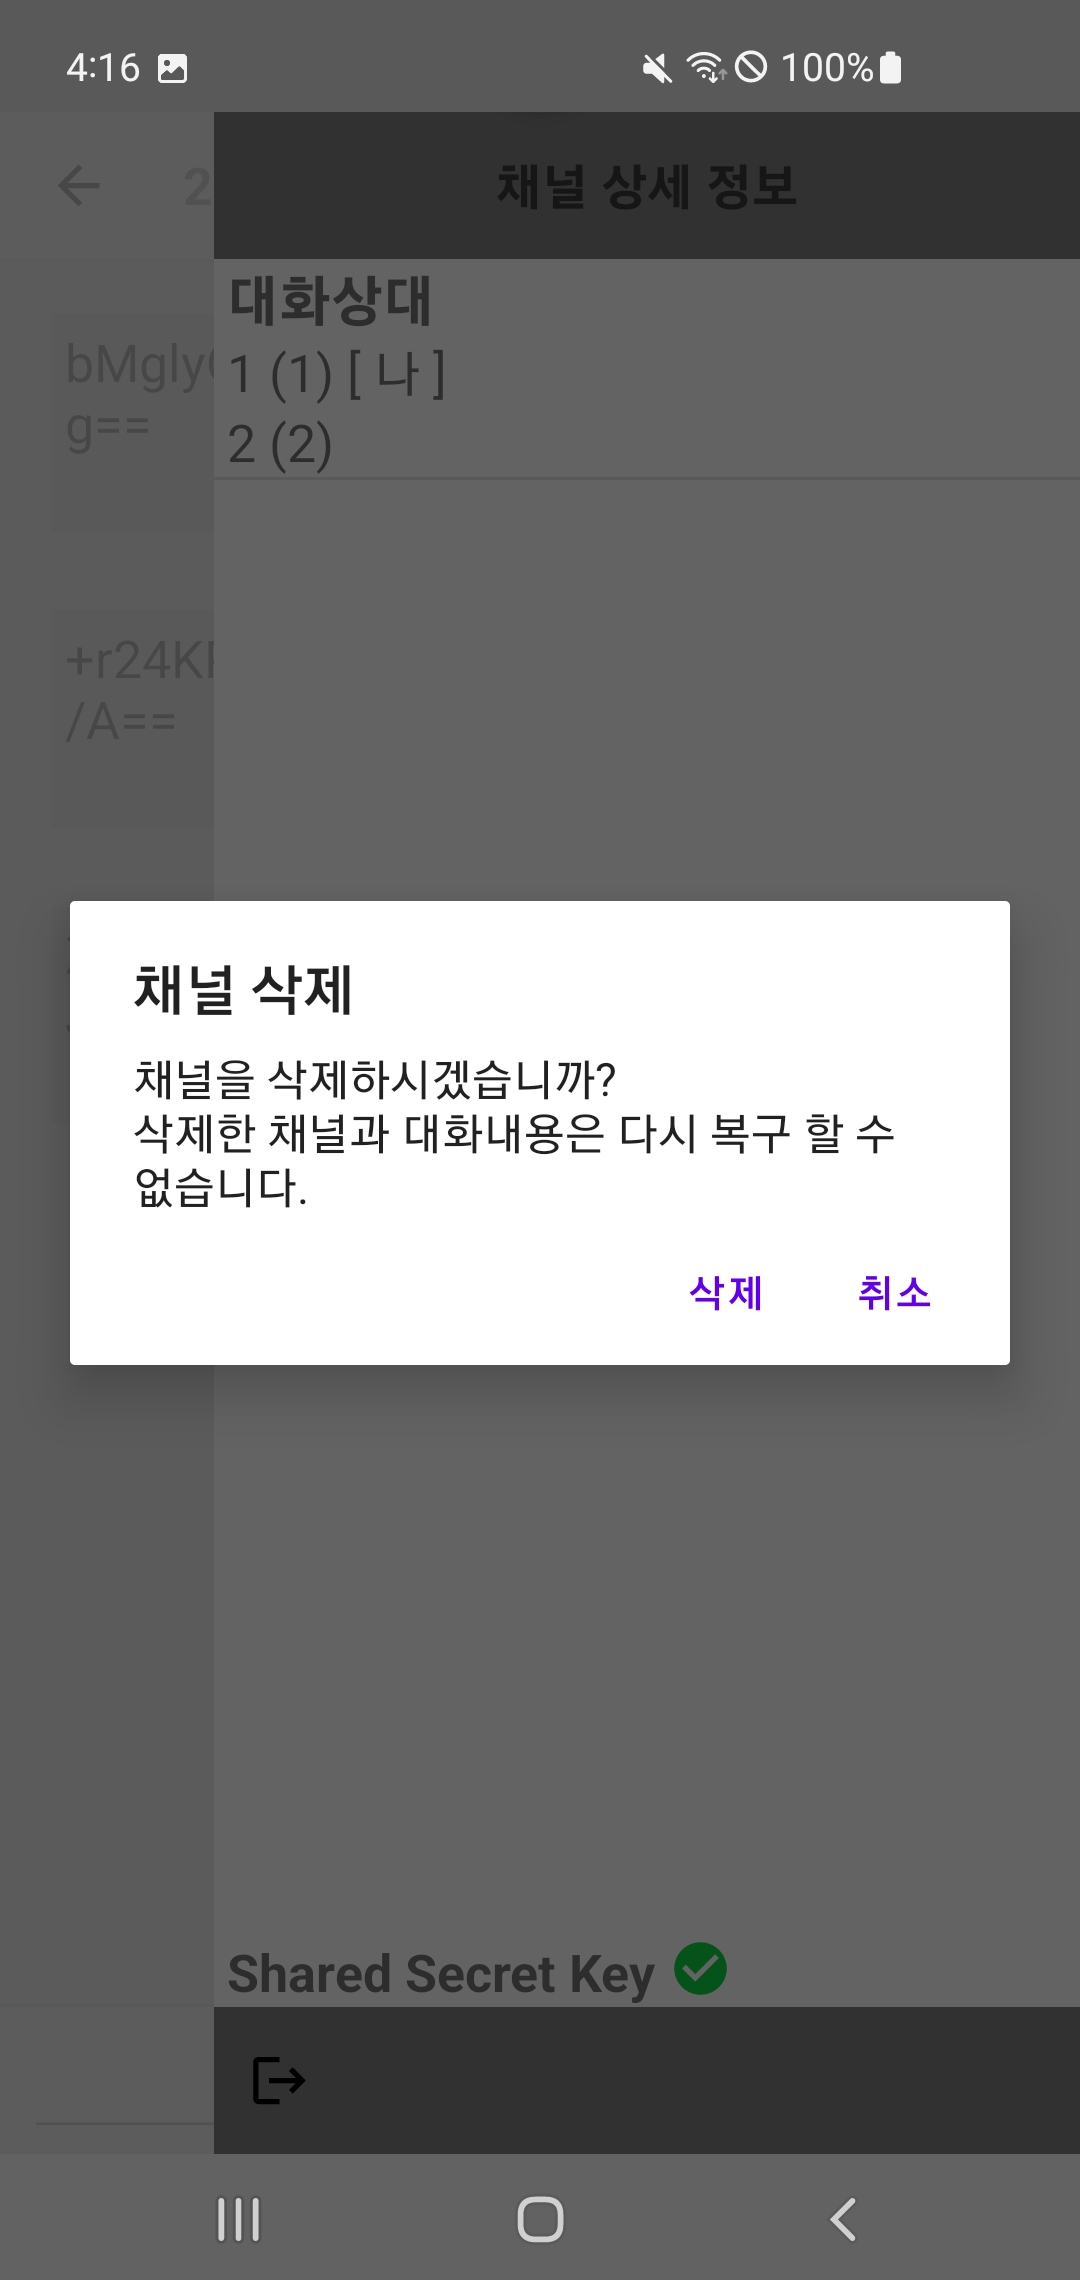 4:16
100%
2
채널 상세 정보
대화상대
1 (1) [ 나 ]
2 (2)
bMgly
g==
+r24K
/A==
채널 삭제
채널을 삭제하시겠습니까?
삭제한 채널과 대화내용은 다시 복구 할 수
없습니다.
삭제
취소
Shared Secret Key